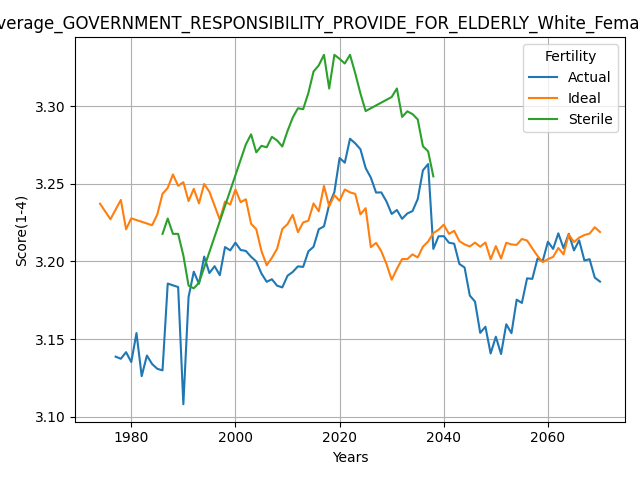 verage_GOVERNMENT_RESPONSIBILITY_PROVIDE_FOR_ELDERLY_White_Fema
Fertility
Actual
Ideal
Sterile
Score(1-4)
3.30
3.25
3.20
3.15
3.10
1980 2000 2020 2040 2060
Years